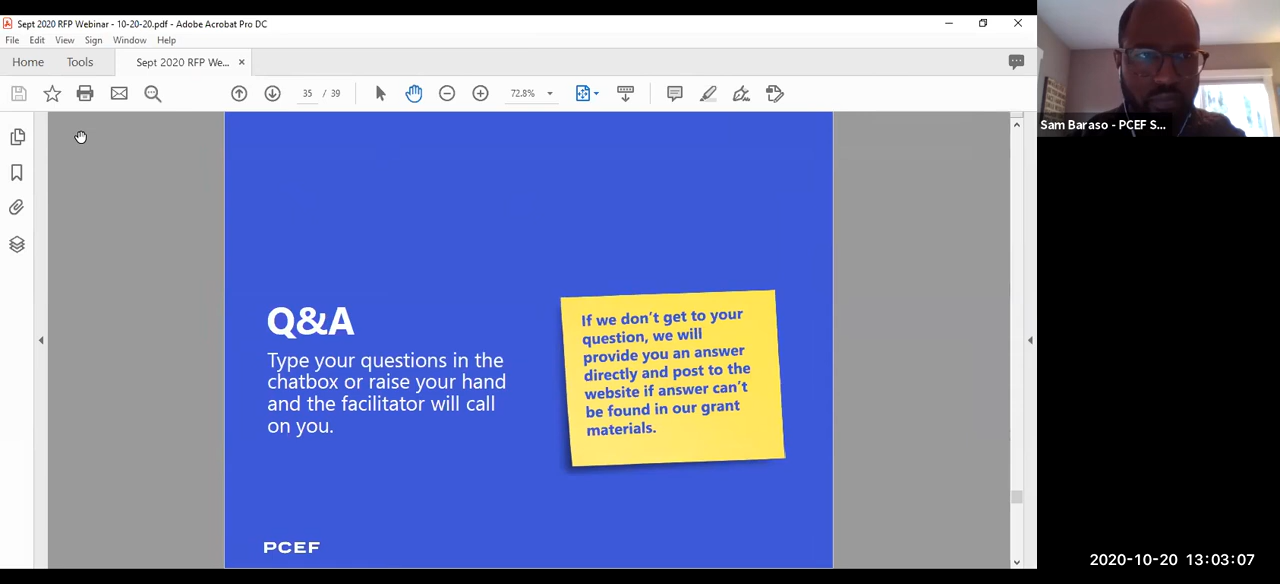 Sept 2020 RFP Webinar - 10-20-20.pdf - Adobe Acrobat Pro DC
File Edit View Sign Window Help
Home Tools Sept 2020 RFP We... ×
35 / 39 72.8%
Sam Baraso - PCEF S...
Q&A
Type your questions in the
chatbox or raise your hand
and the facilitator will call
on you.
If we don't get to your
question, we will
provide you an answer
directly and post to the
website if answer can't
be found in our grant
materials.
PCEF
2020-10-20 13:03:07